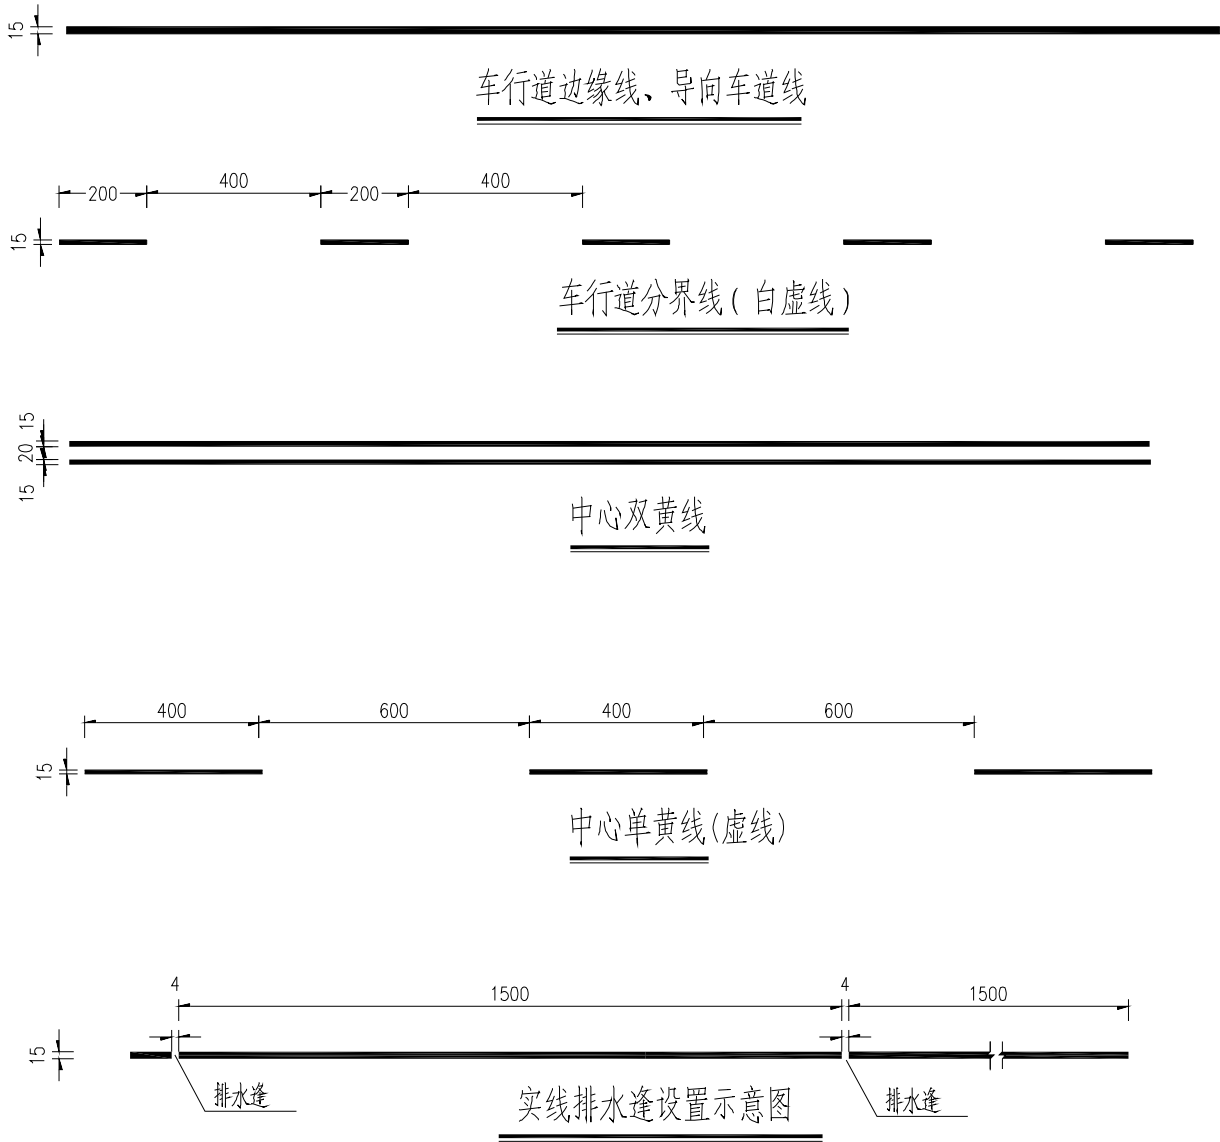 15
车行道边缘线、导向车道线
200 400 200 400
15
车行道分界线(白虚线)
15
20
15
中心双黄线
400 600 400 600
15
中心单黄线(虚线)
4 1500 4 1500
15
排水逢 排水逢
实线排水逢设置示意图